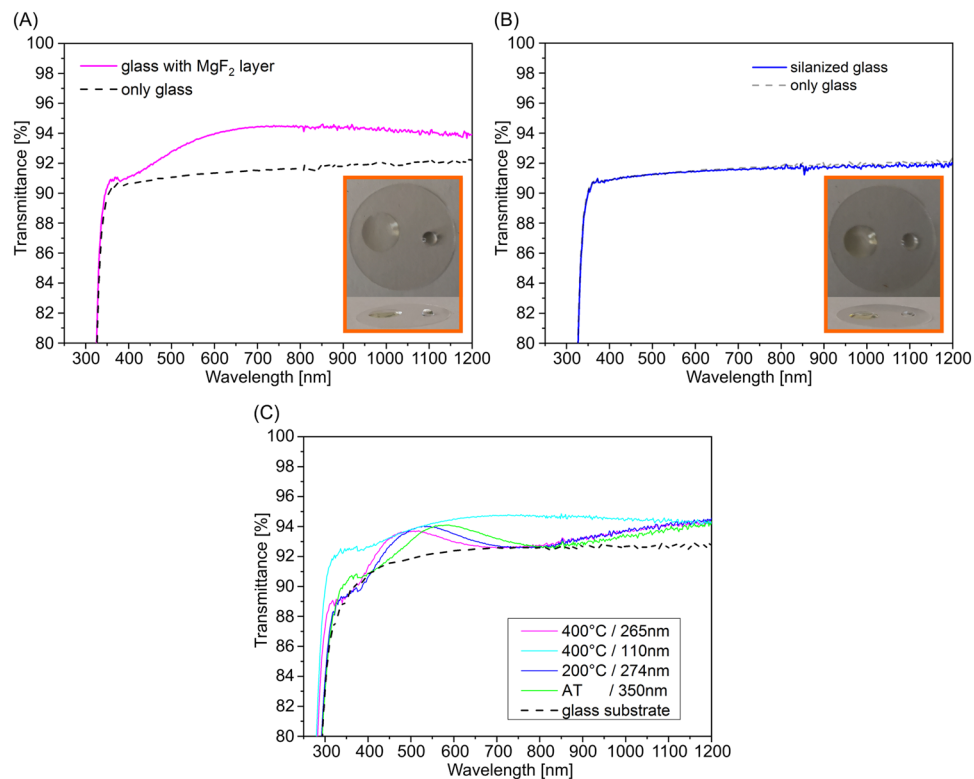 (A)
100
98
96
94
92
90
88
86
84
82
80
Transmittance [%]
glass with MgF₂ layer
only glass
300 400 500 600 700 800 900 1000 1100 1200
Wavelength [nm]
(B)
100
98
96
94
92
90
88
86
84
82
80
Transmittance [%]
silanized glass
only glass
300 400 500 600 700 800 900 1000 1100 1200
Wavelength [nm]
(C)
100
98
96
94
92
90
88
86
84
82
80
Transmittance [%]
400°C / 265nm
400°C / 110nm
200°C / 274nm
AT / 350nm
glass substrate
300 400 500 600 700 800 900 1000 1100 1200
Wavelength [nm]